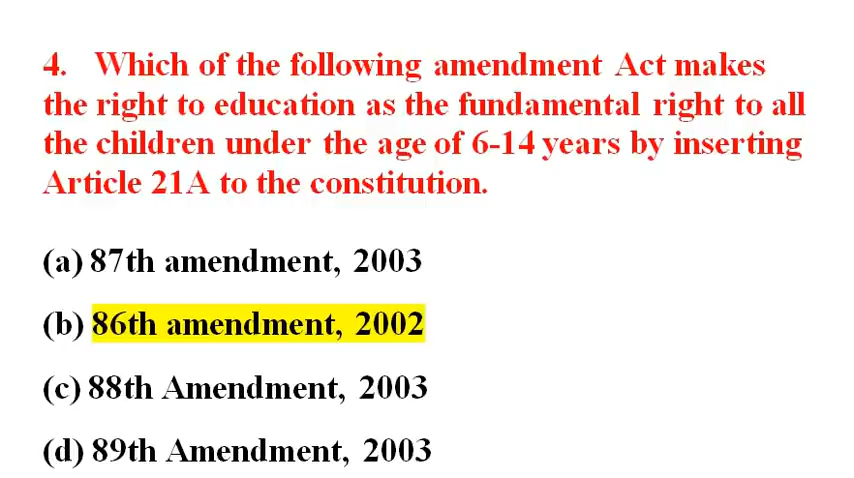 4. Which of the following amendment Act makes
the right to education as the fundamental right to all
the children under the age of 6-14 years by inserting
Article 21A to the constitution.
(a) 87th amendment, 2003
(b) 86th amendment, 2002
(c) 88th Amendment, 2003
(d) 89th Amendment, 2003